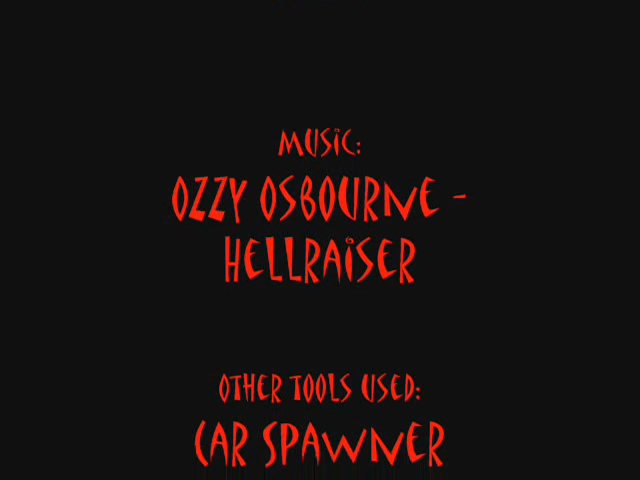 MUSIC:
OZZY OSBOURNE -
HELLRAISER
OTHER TOOLS USED:
CAR SPAWNER